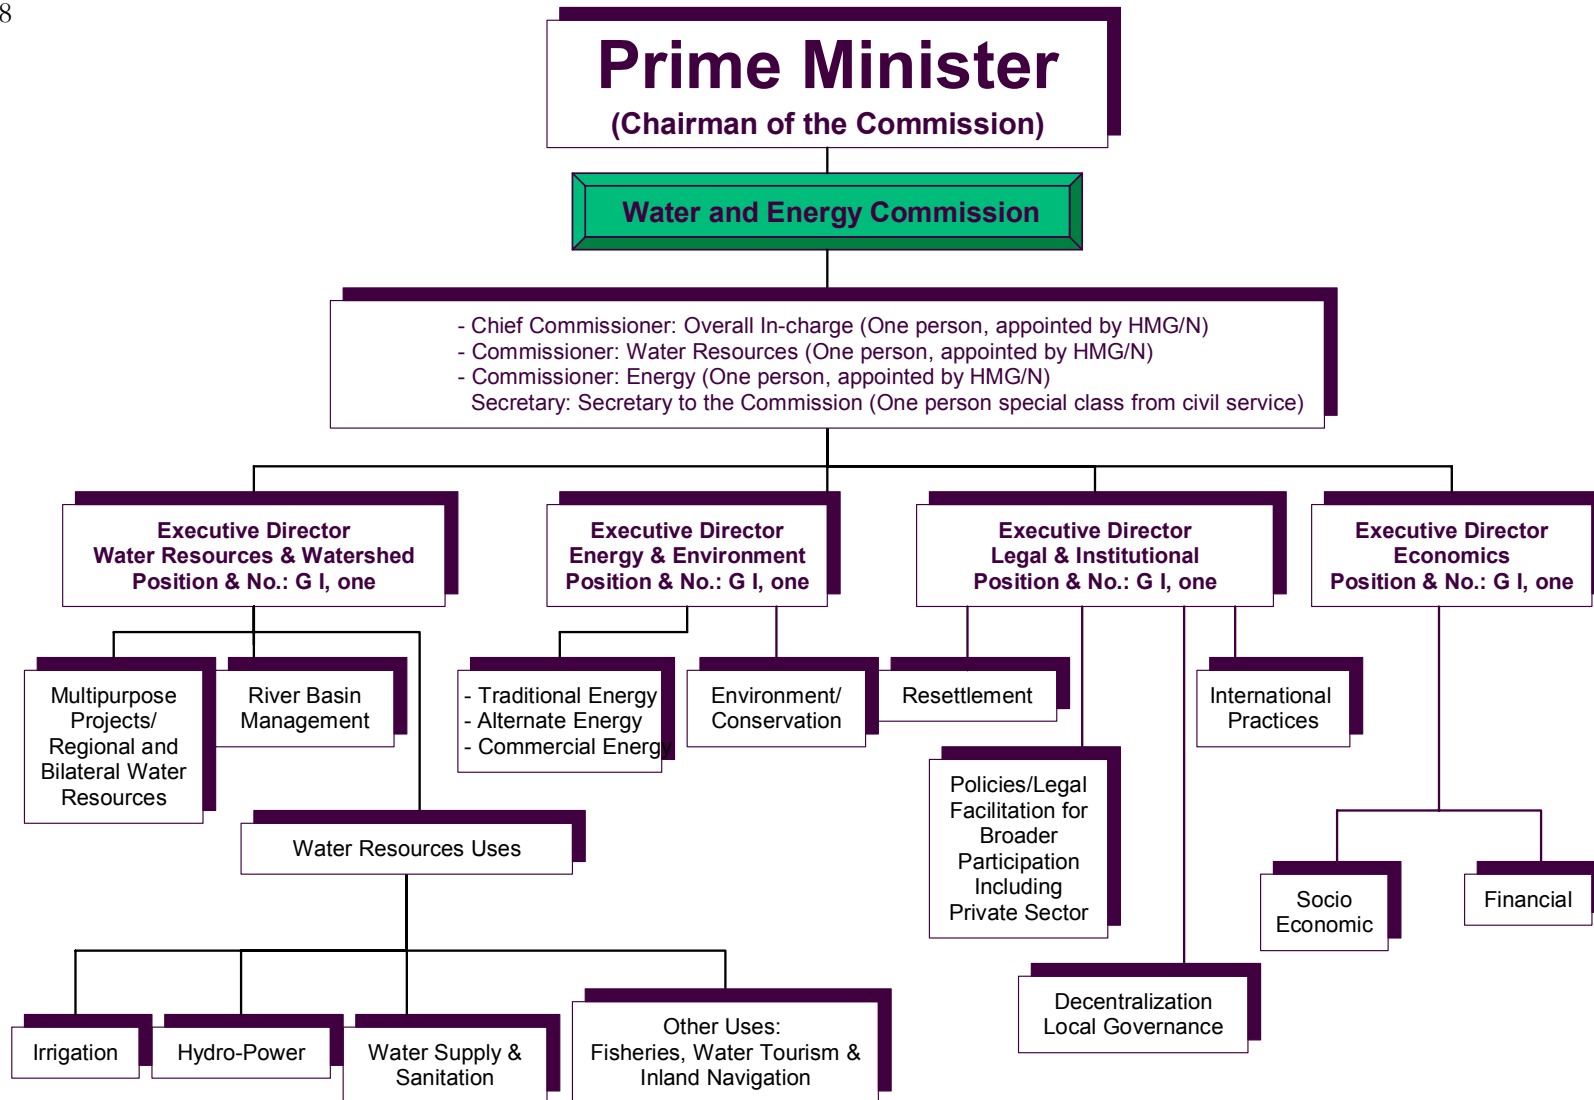 8
Prime Minister
(Chairman of the Commission)
Water and Energy Commission
- Chief Commissioner: Overall In-charge (One person, appointed by HMG/N)
- Commissioner: Water Resources (One person, appointed by HMG/N)
- Commissioner: Energy (One person, appointed by HMG/N)
Secretary: Secretary to the Commission (One person special class from civil service)
Executive Director
Water Resources & Watershed
Position & No.: G I, one
Executive Director
Energy & Environment
Position & No.: G I, one
Executive Director
Legal & Institutional
Position & No.: G I, one
Executive Director
Economics
Position & No.: G I, one
Multipurpose
Projects/
Regional and
Bilateral Water
Resources
River Basin
Management
- Traditional Energy
- Alternate Energy
- Commercial Energy
Environment/
Conservation
Resettlement
International
Practices
Policies/Legal
Facilitation for
Broader
Participation
Including
Private Sector
Water Resources Uses
Socio
Economic
Financial
Decentralization
Local Governance
Irrigation
Hydro-Power
Water Supply &
Sanitation
Other Uses:
Fisheries, Water Tourism &
Inland Navigation